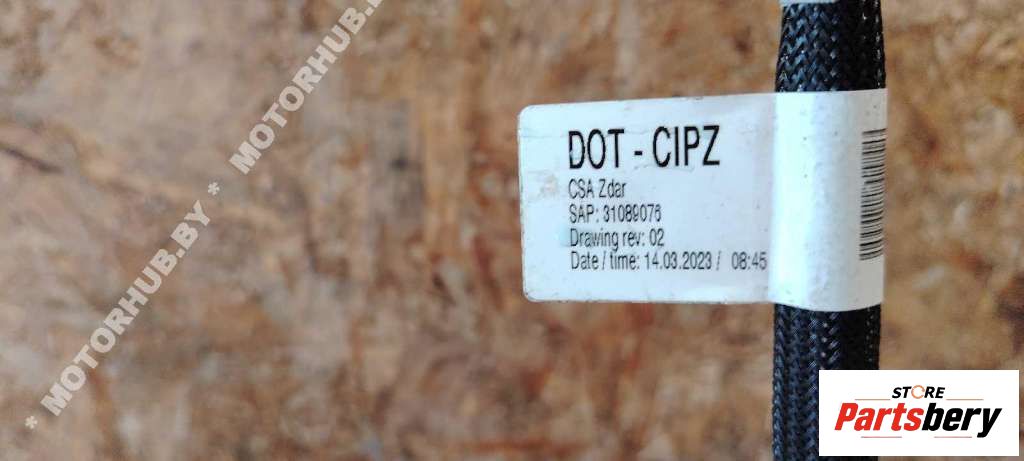 * MOTORHUB.BY * MOTORHUB.BY
DOT - CIPZ
CSA Zdar
SAP: 31089076
Drawing rev: 02
Date / time: 14.03.2023 / 08:45
STORE
Partsbery